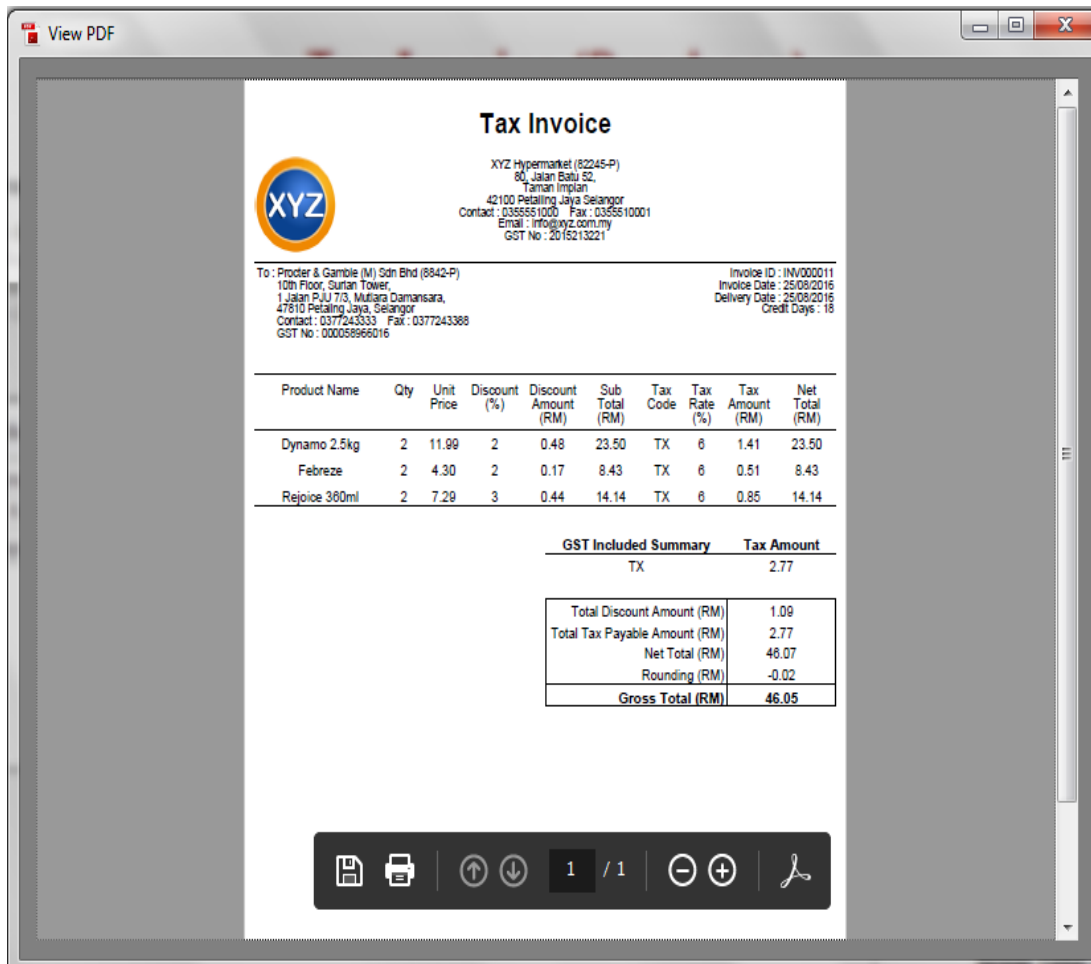 View PDF
Tax Invoice
XYZ
XYZ Hypermarket (82245-P)
80, Jalan Batu 52,
Taman Impian
42100 Petaling Jaya Selangor
Contact : 0355551000 Fax : 0355510001
Email : info@xyz.com.my
GST No : 2015213221
To : Procter & Gamble (M) Sdn Bhd (8842-P)
10th Floor, Surian Tower,
1 Jalan PJU 7/3, Mutiara Damansara,
47810 Petaling Jaya, Selangor
Contact : 0377243333 Fax : 0377243388
GST No : 000058966016
Invoice ID : INV000011
Invoice Date : 25/08/2016
Delivery Date : 25/08/2016
Credit Days : 18
Product Name Qty Unit Price Discount (%) Discount Amount (RM) Sub Total (RM) Tax Code Tax Rate (%) Tax Amount (RM) Net Total (RM)
Dynamo 2.5kg 2 11.99 2 0.48 23.50 TX 6 1.41 23.50
Febreze 2 4.30 2 0.17 8.43 TX 6 0.51 8.43
Rejoice 360ml 2 7.29 3 0.44 14.14 TX 6 0.85 14.14
GST Included Summary Tax Amount
TX 2.77
Total Discount Amount (RM) 1.09
Total Tax Payable Amount (RM) 2.77
Net Total (RM) 46.07
Rounding (RM) -0.02
Gross Total (RM) 46.05
1 / 1